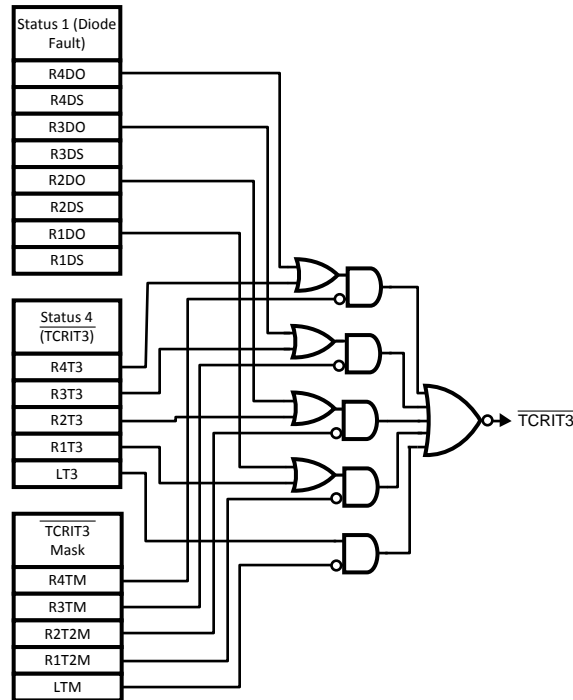 Status 1 (Diode
Fault)
R4DO
R4DS
R3DO
R3DS
R2DO
R2DS
R1DO
R1DS
Status 4
(TCRIT3)
R4T3
R3T3
R2T3
R1T3
LT3
TCRIT3
Mask
R4TM
R3TM
R2T2M
R1T2M
LTM
TCRIT3